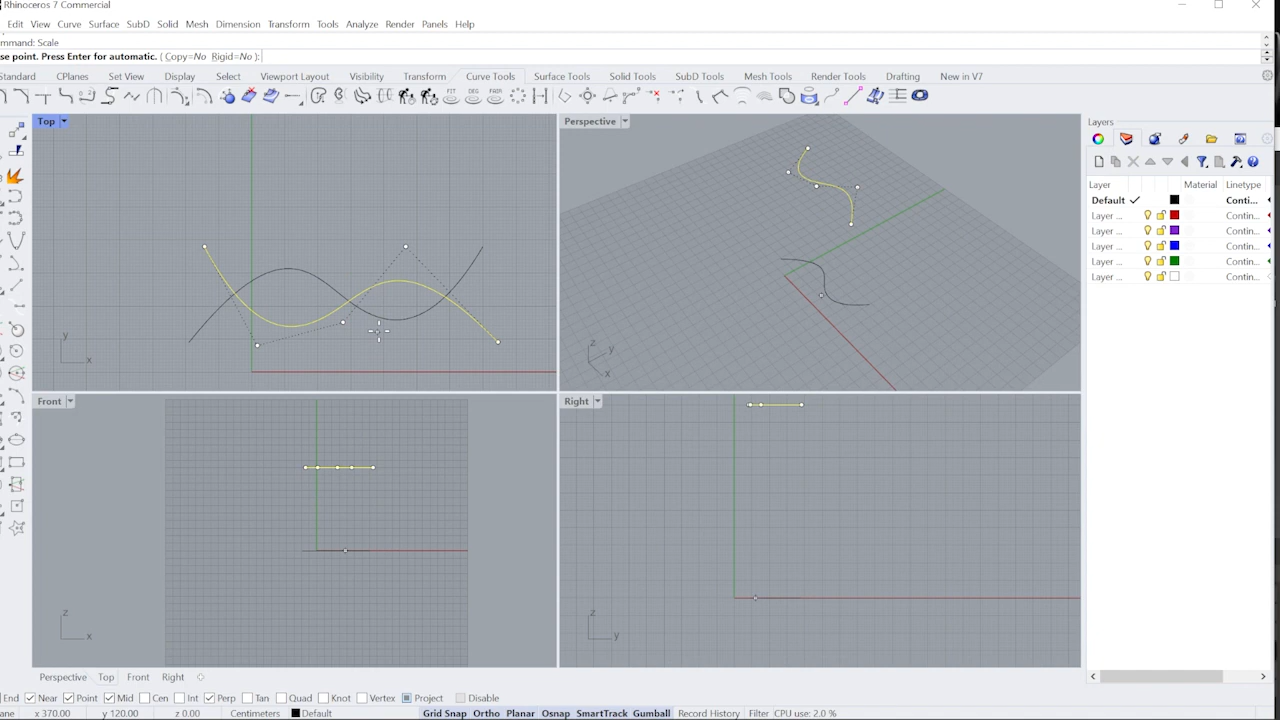 Rhinoceros 7 Commercial
Edit View Curve Surface SubD Solid Mesh Dimension Transform Tools Analyze Render Panels Help
mmand: Scale
se point. Press Enter for automatic. ( Copy=No Rigid=No ):
Standard CPlanes Set View Display Select Viewport Layout Visibility Transform Curve Tools Surface Tools Solid Tools SubD Tools Mesh Tools Render Tools Drafting New in V7
FIT DEG FAIR
Top
Perspective
Layers
Layer Material Linetype
Default Conti...
Layer ... Contin...
Layer ... Contin...
Layer ... Contin...
Layer ... Contin...
Layer ... Contin...
y
x
z
y
x
Front
Right
z
x
z
y
Perspective Top Front Right
End Near Point Mid Cen Int Perp Tan Quad Knot Vertex Project Disable
ane x 370.00 y 120.00 z 0.00 Centimeters Default Grid Snap Ortho Planar Osnap SmartTrack Gumball Record History Filter CPU use: 2.0 %